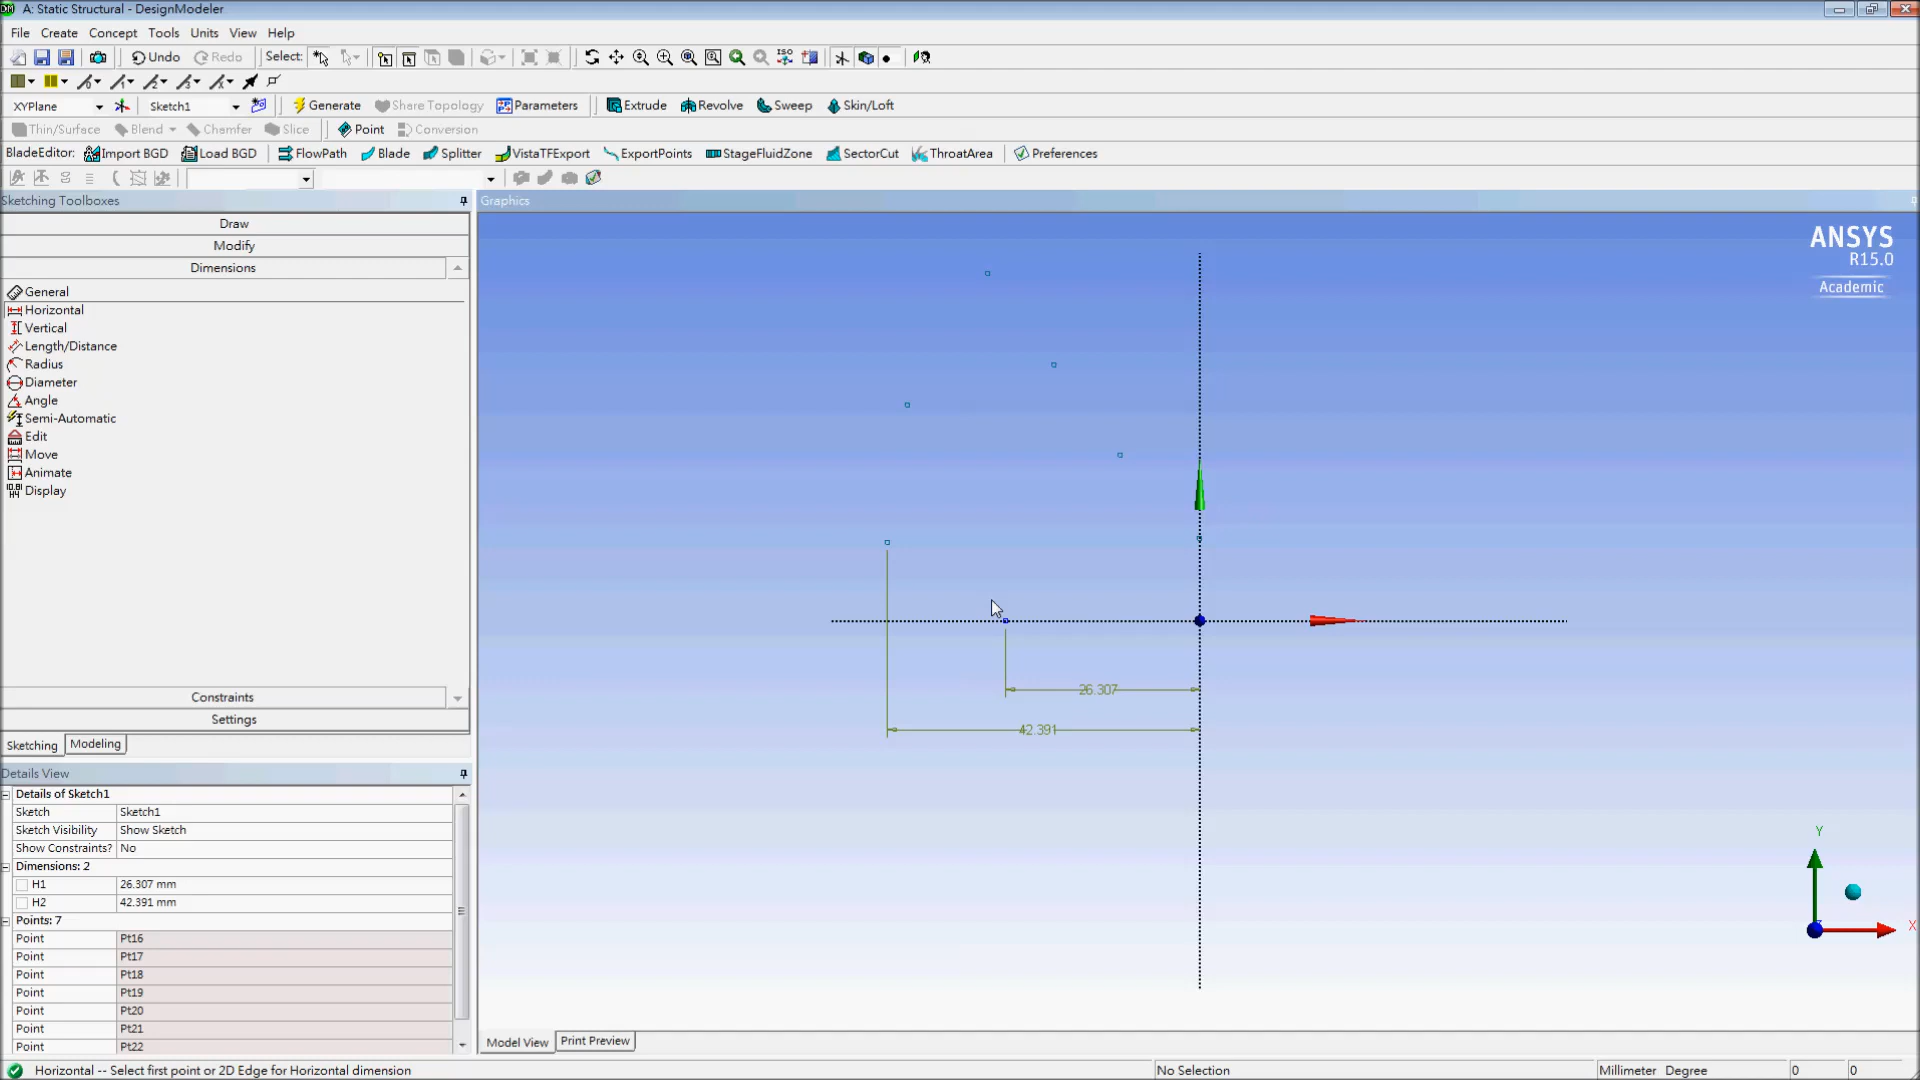 A: Static Structural - DesignModeler
File Create Concept Tools Units View Help
Undo Redo Select: ISO
XYPlane Sketch1 Generate Share Topology Parameters Extrude Revolve Sweep Skin/Loft
Thin/Surface Blend Chamfer Slice Point Conversion
BladeEditor: Import BGD Load BGD FlowPath Blade Splitter VistaTFExport ExportPoints StageFluidZone SectorCut ThroatArea Preferences
Sketching Toolboxes
Draw
Modify
Dimensions
General
Horizontal
Vertical
Length/Distance
Radius
Diameter
Angle
Semi-Automatic
Edit
Move
Animate
Display
Constraints
Settings
Sketching Modeling
Details View
Details of Sketch1
Sketch Sketch1
Sketch Visibility Show Sketch
Show Constraints? No
Dimensions: 2
H1 26.307 mm
H2 42.391 mm
Points: 7
Point Pt16
Point Pt17
Point Pt18
Point Pt19
Point Pt20
Point Pt21
Point Pt22
Graphics
ANSYS
R15.0
Academic
26.307
42.391
Y
X
Model View Print Preview
Horizontal -- Select first point or 2D Edge for Horizontal dimension No Selection Millimeter Degree 0 0